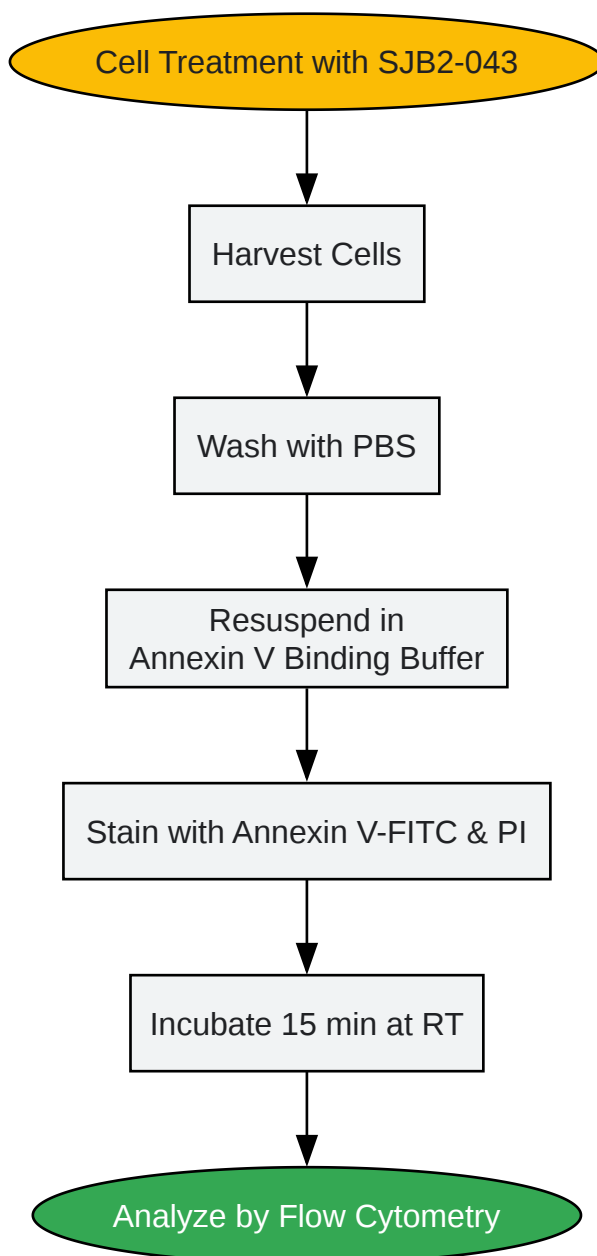 Cell Treatment with SJB2-043
Harvest Cells
Wash with PBS
Resuspend in
Annexin V Binding Buffer
Stain with Annexin V-FITC & PI
Incubate 15 min at RT
Analyze by Flow Cytometry